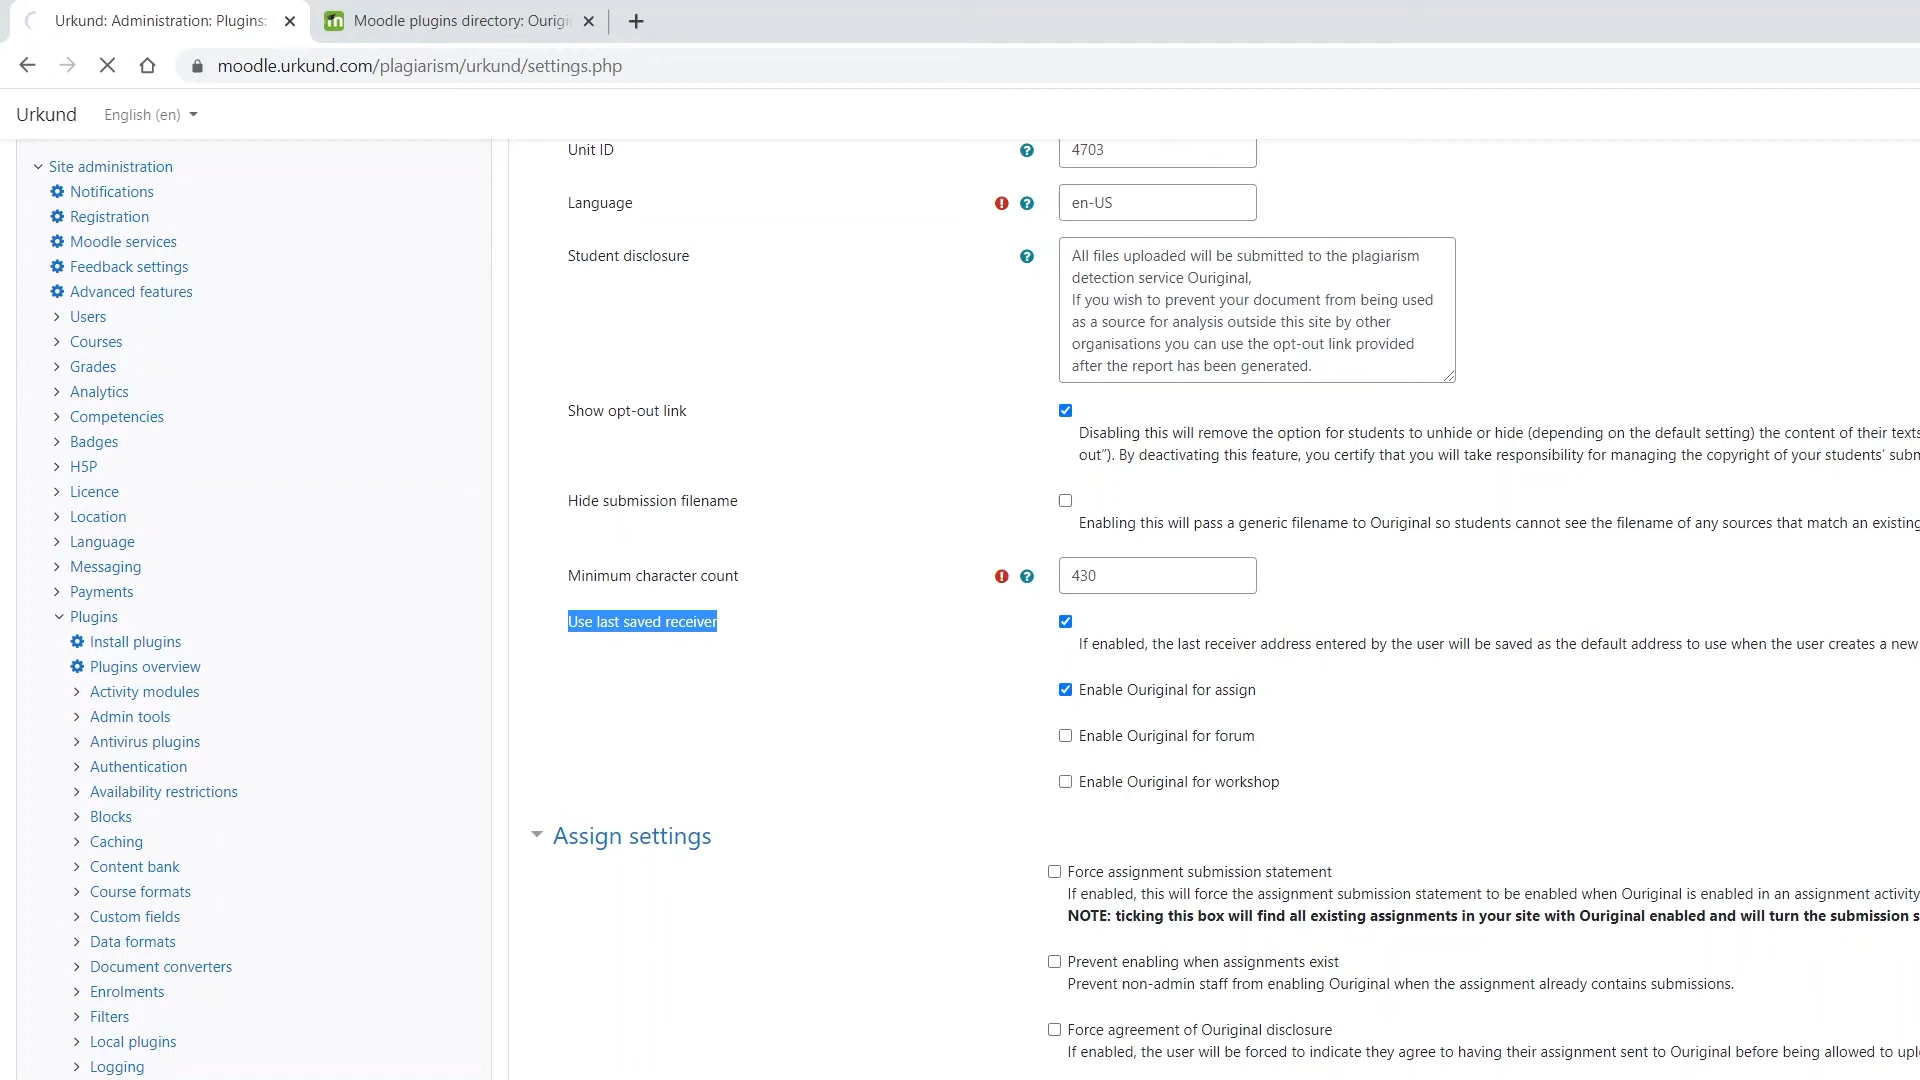 Urkund: Administration: Plugins:
Moodle plugins directory: Ourigi
moodle.urkund.com/plagiarism/urkund/settings.php
Urkund
English (en)
Site administration
Notifications
Registration
Moodle services
Feedback settings
Advanced features
Users
Courses
Grades
Analytics
Competencies
Badges
H5P
Licence
Location
Language
Messaging
Payments
Plugins
Install plugins
Plugins overview
Activity modules
Admin tools
Antivirus plugins
Authentication
Availability restrictions
Blocks
Caching
Content bank
Course formats
Custom fields
Data formats
Document converters
Enrolments
Filters
Local plugins
Logging
Unit ID
4703
Language
en-US
Student disclosure
All files uploaded will be submitted to the plagiarism
detection service Ouriginal,
If you wish to prevent your document from being used
as a source for analysis outside this site by other
organisations you can use the opt-out link provided
after the report has been generated.
Show opt-out link
Disabling this will remove the option for students to unhide or hide (depending on the default setting) the content of their texts
out"). By deactivating this feature, you certify that you will take responsibility for managing the copyright of your students' subm
Hide submission filename
Enabling this will pass a generic filename to Ouriginal so students cannot see the filename of any sources that match an existing
Minimum character count
430
Use last saved receiver
If enabled, the last receiver address entered by the user will be saved as the default address to use when the user creates a new
Enable Ouriginal for assign
Enable Ouriginal for forum
Enable Ouriginal for workshop
Assign settings
Force assignment submission statement
If enabled, this will force the assignment submission statement to be enabled when Ouriginal is enabled in an assignment activity
NOTE: ticking this box will find all existing assignments in your site with Ouriginal enabled and will turn the submission s
Prevent enabling when assignments exist
Prevent non-admin staff from enabling Ouriginal when the assignment already contains submissions.
Force agreement of Ouriginal disclosure
If enabled, the user will be forced to indicate they agree to having their assignment sent to Ouriginal before being allowed to upl